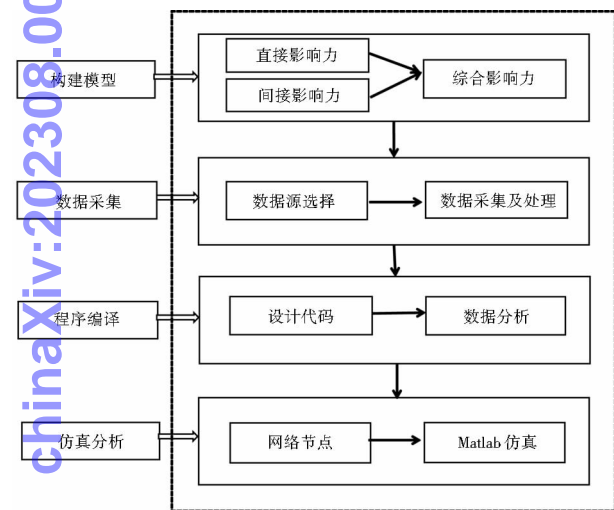 直接影响力
构建模型
综合影响力
间接影响力
数据采集
数据源选择
数据采集及处理
程序编译
设计代码
数据分析
仿真分析
网络节点
Matlab 仿真
chinaXiv:202308.00